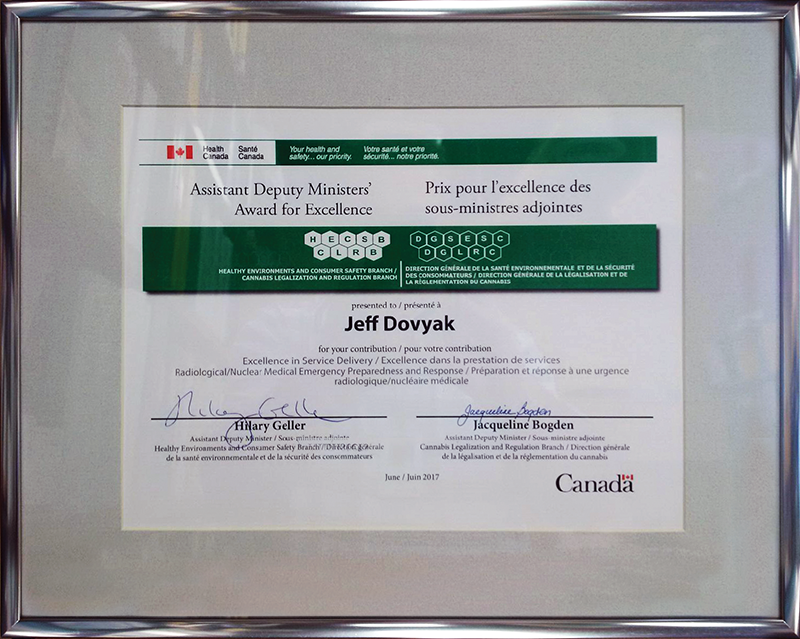 Health Canada
Santé Canada
Your health and safety... our priority.
Votre santé et votre sécurité... notre priorité.
Assistant Deputy Ministers'
Award for Excellence
Prix pour l'excellence des
sous-ministres adjointes
HECSB
CLRB
DGSESC
DGLRC
HEALTHY ENVIRONMENTS AND CONSUMER SAFETY BRANCH /
CANNABIS LEGALIZATION AND REGULATION BRANCH
DIRECTION GÉNÉRALE DE LA SANTÉ ENVIRONNEMENTALE ET DE LA SÉCURITÉ
DES CONSOMMATEURS / DIRECTION GÉNÉRALE DE LA LÉGALISATION ET DE
LA RÉGLEMENTATION DU CANNABIS
presented to / présenté à
Jeff Dovyak
for your contribution / pour votre contribution
Excellence in Service Delivery / Excellence dans la prestation de services
Radiological/Nuclear Medical Emergency Preparedness and Response / Préparation et réponse à une urgence
radiologique/nucléaire médicale
Hilary Geller
Hilary Geller
Assistant Deputy Minister / Sous-ministre adjointe
Healthy Environments and Consumer Safety Branch / Direction générale
de la santé environnementale et de la sécurité des consommateurs
Jacqueline Bogden
Jacqueline Bogden
Assistant Deputy Minister / Sous-ministre adjointe
Cannabis Legalization and Regulation Branch / Direction générale
de la légalisation et de la réglementation du cannabis
June / Juin 2017
Canada